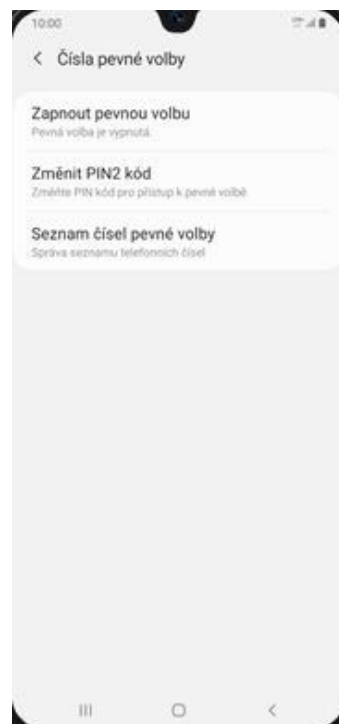 10:00
Čísla pevné volby
Zapnout pevnou volbu
Pevná volba je vypnutá.
Změnit PIN2 kód
Změňte PIN kód pro přístup k pevné volbě.
Seznam čísel pevné volby
Správa seznamu telefonních čísel